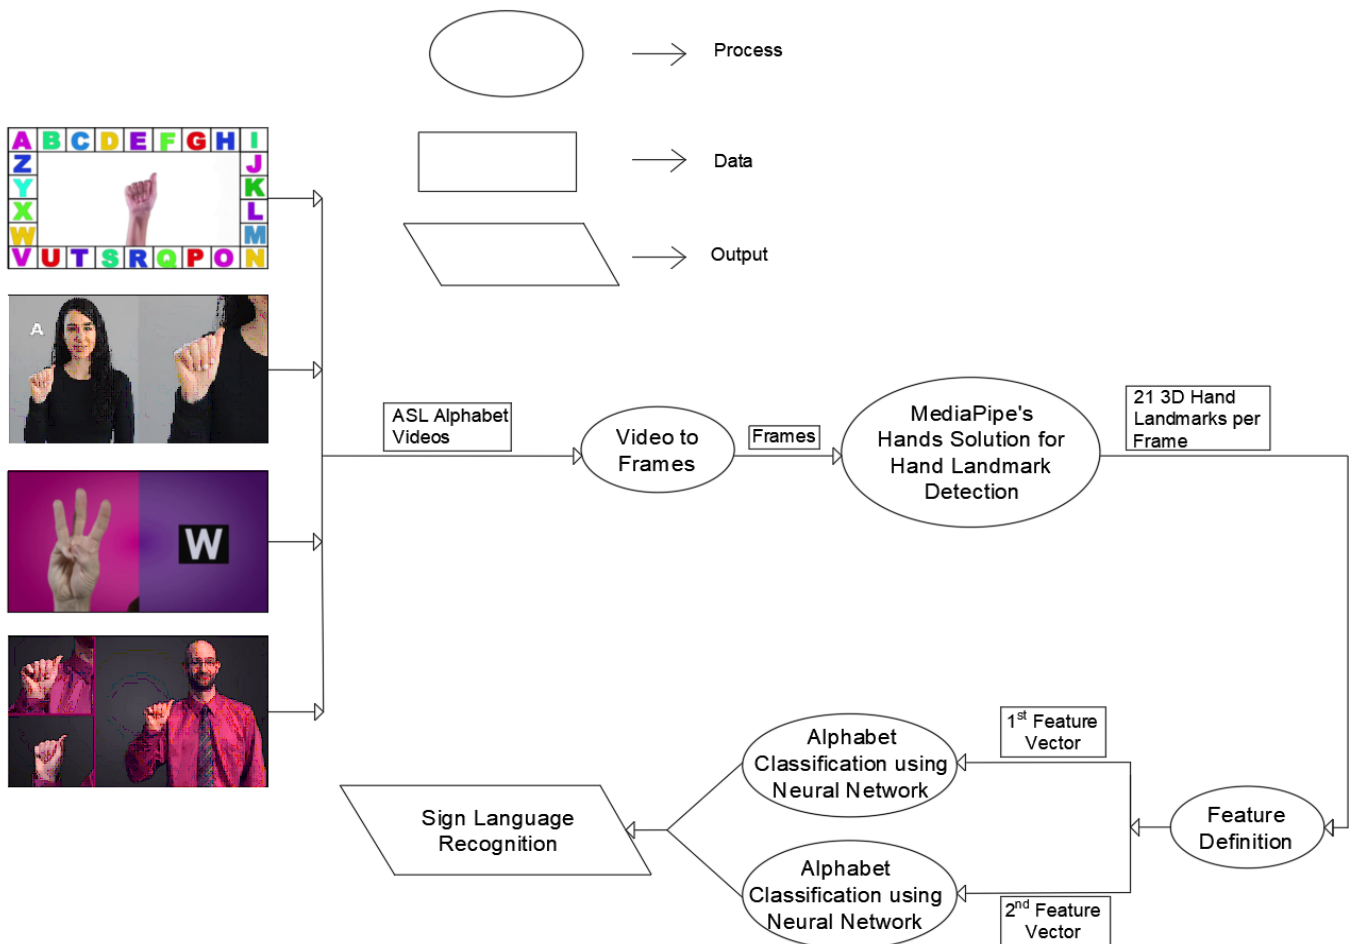 Process
Data
Output
A B C D E F G H I
Z J
Y K
X L
W M
V U T S R Q P O N
A
W
ASL Alphabet
Videos
Video to
Frames
Frames
MediaPipe's
Hands Solution for
Hand Landmark
Detection
21 3D Hand
Landmarks per
Frame
1st Feature
Vector
Alphabet
Classification using
Neural Network
Feature
Definition
Sign Language
Recognition
Alphabet
Classification using
Neural Network
2nd Feature
Vector